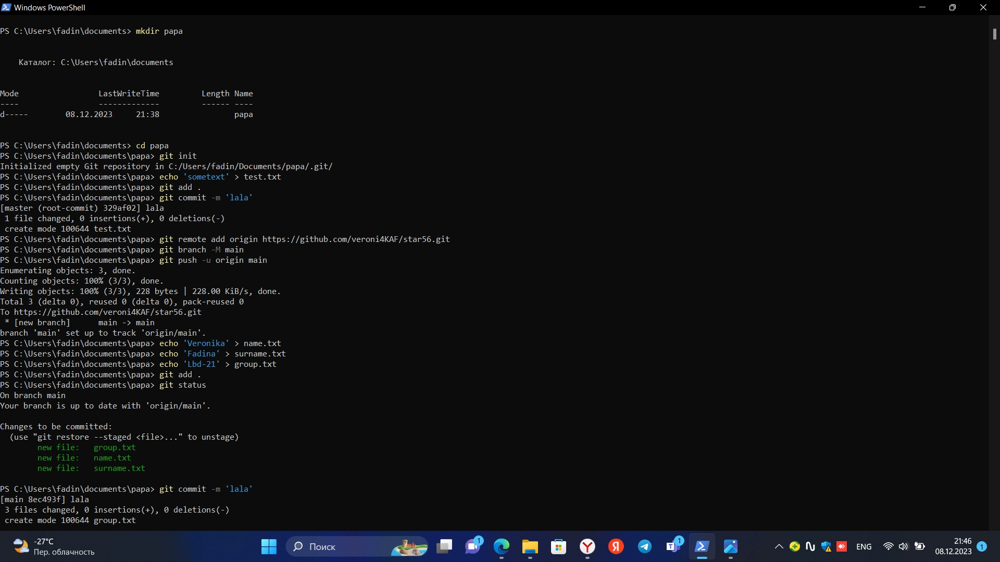 Windows PowerShell
PS C:\Users\fadin\documents> mkdir papa
Каталог: C:\Users\fadin\documents
Mode                 LastWriteTime         Length Name
----                 -------------         ------ ----
d-----        08.12.2023     21:38                papa
PS C:\Users\fadin\documents> cd papa
PS C:\Users\fadin\documents\papa> git init
Initialized empty Git repository in C:/Users/fadin/Documents/papa/.git/
PS C:\Users\fadin\documents\papa> echo 'sometext' > test.txt
PS C:\Users\fadin\documents\papa> git add .
PS C:\Users\fadin\documents\papa> git commit -m 'lala'
[master (root-commit) 329af02] lala
 1 file changed, 0 insertions(+), 0 deletions(-)
 create mode 100644 test.txt
PS C:\Users\fadin\documents\papa> git remote add origin https://github.com/veroni4KAF/star56.git
PS C:\Users\fadin\documents\papa> git branch -M main
PS C:\Users\fadin\documents\papa> git push -u origin main
Enumerating objects: 3, done.
Counting objects: 100% (3/3), done.
Writing objects: 100% (3/3), 228 bytes | 228.00 KiB/s, done.
Total 3 (delta 0), reused 0 (delta 0), pack-reused 0
To https://github.com/veroni4KAF/star56.git
 * [new branch]      main -> main
branch 'main' set up to track 'origin/main'.
PS C:\Users\fadin\documents\papa> echo 'Veronika' > name.txt
PS C:\Users\fadin\documents\papa> echo 'Fadina' > surname.txt
PS C:\Users\fadin\documents\papa> echo 'Lbd-21' > group.txt
PS C:\Users\fadin\documents\papa> git add .
PS C:\Users\fadin\documents\papa> git status
On branch main
Your branch is up to date with 'origin/main'.
Changes to be committed:
  (use "git restore --staged <file>..." to unstage)
        new file:   group.txt
        new file:   name.txt
        new file:   surname.txt
PS C:\Users\fadin\documents\papa> git commit -m 'lala'
[main 8ec493f] lala
 3 files changed, 0 insertions(+), 0 deletions(-)
 create mode 100644 group.txt
-27°C
Пер. облачность
Поиск
1
1
ENG
21:46
08.12.2023
1